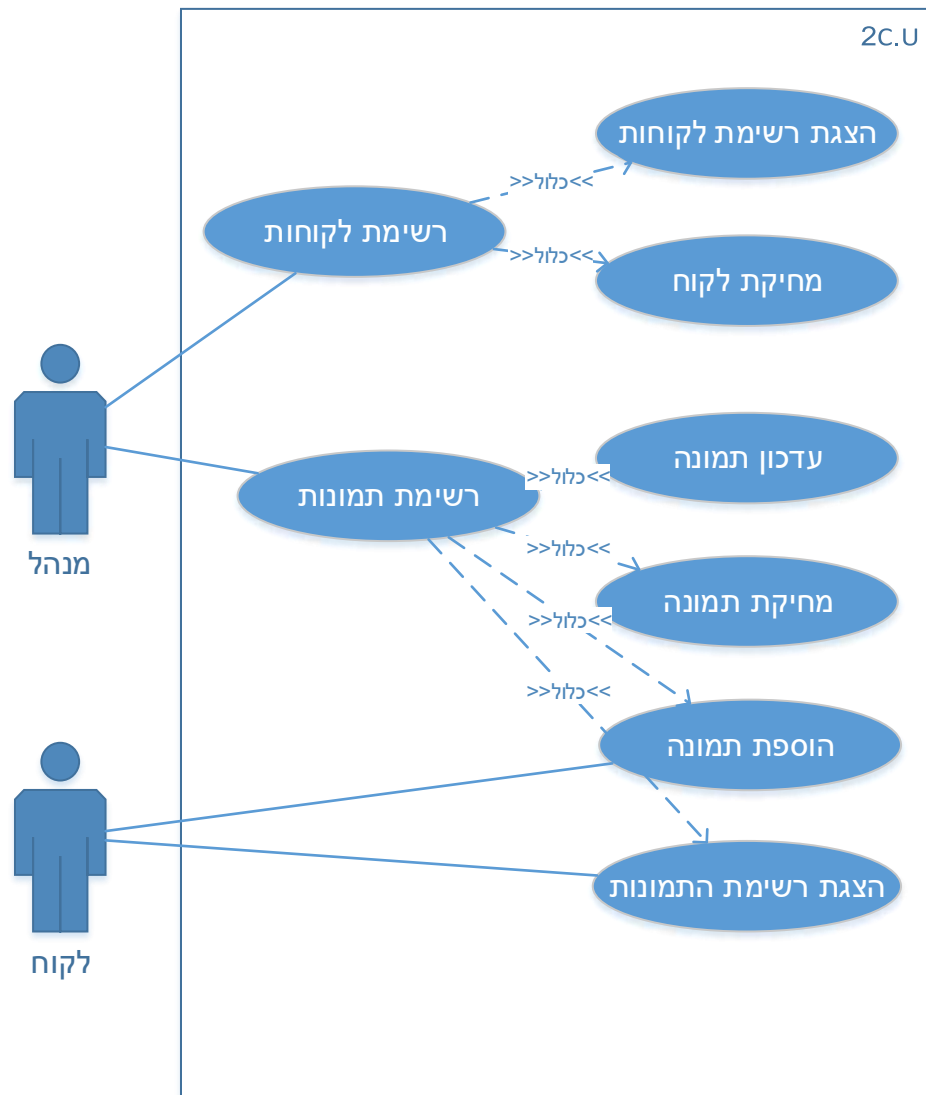 2C.U
הצגת רשימת לקוחות
<<כלול>>
רשימת לקוחות
<<כלול>>
מחיקת לקוח
עדכון תמונה
<<כלול>>
רשימת תמונות
<<כלול>>
מנהל
מחיקת תמונה
<<כלול>>
<<כלול>>
הוספת תמונה
הצגת רשימת התמונות
לקוח